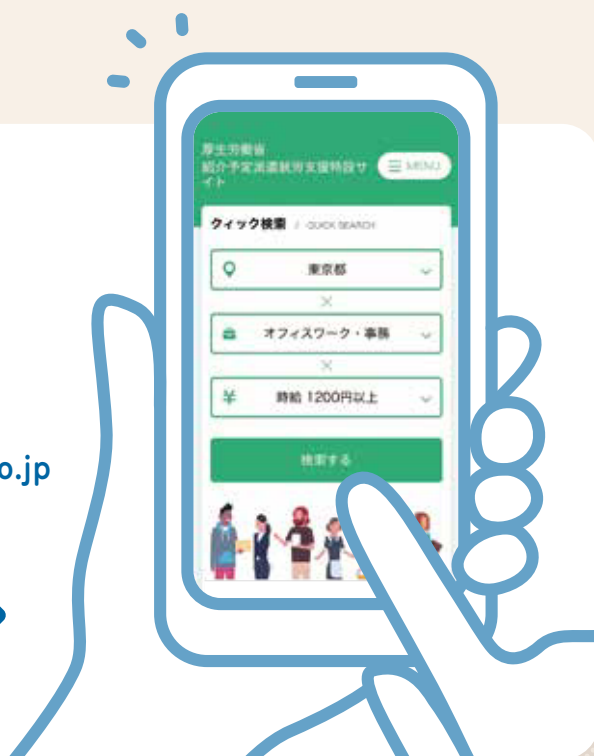 厚生労働省
紹介予定派遣就労支援特設サ
イト
MENU
クイック検索 / QUICK SEARCH
東京都
×
オフィスワーク・事務
×
¥ 時給 1200円以上
検索する
o.jp